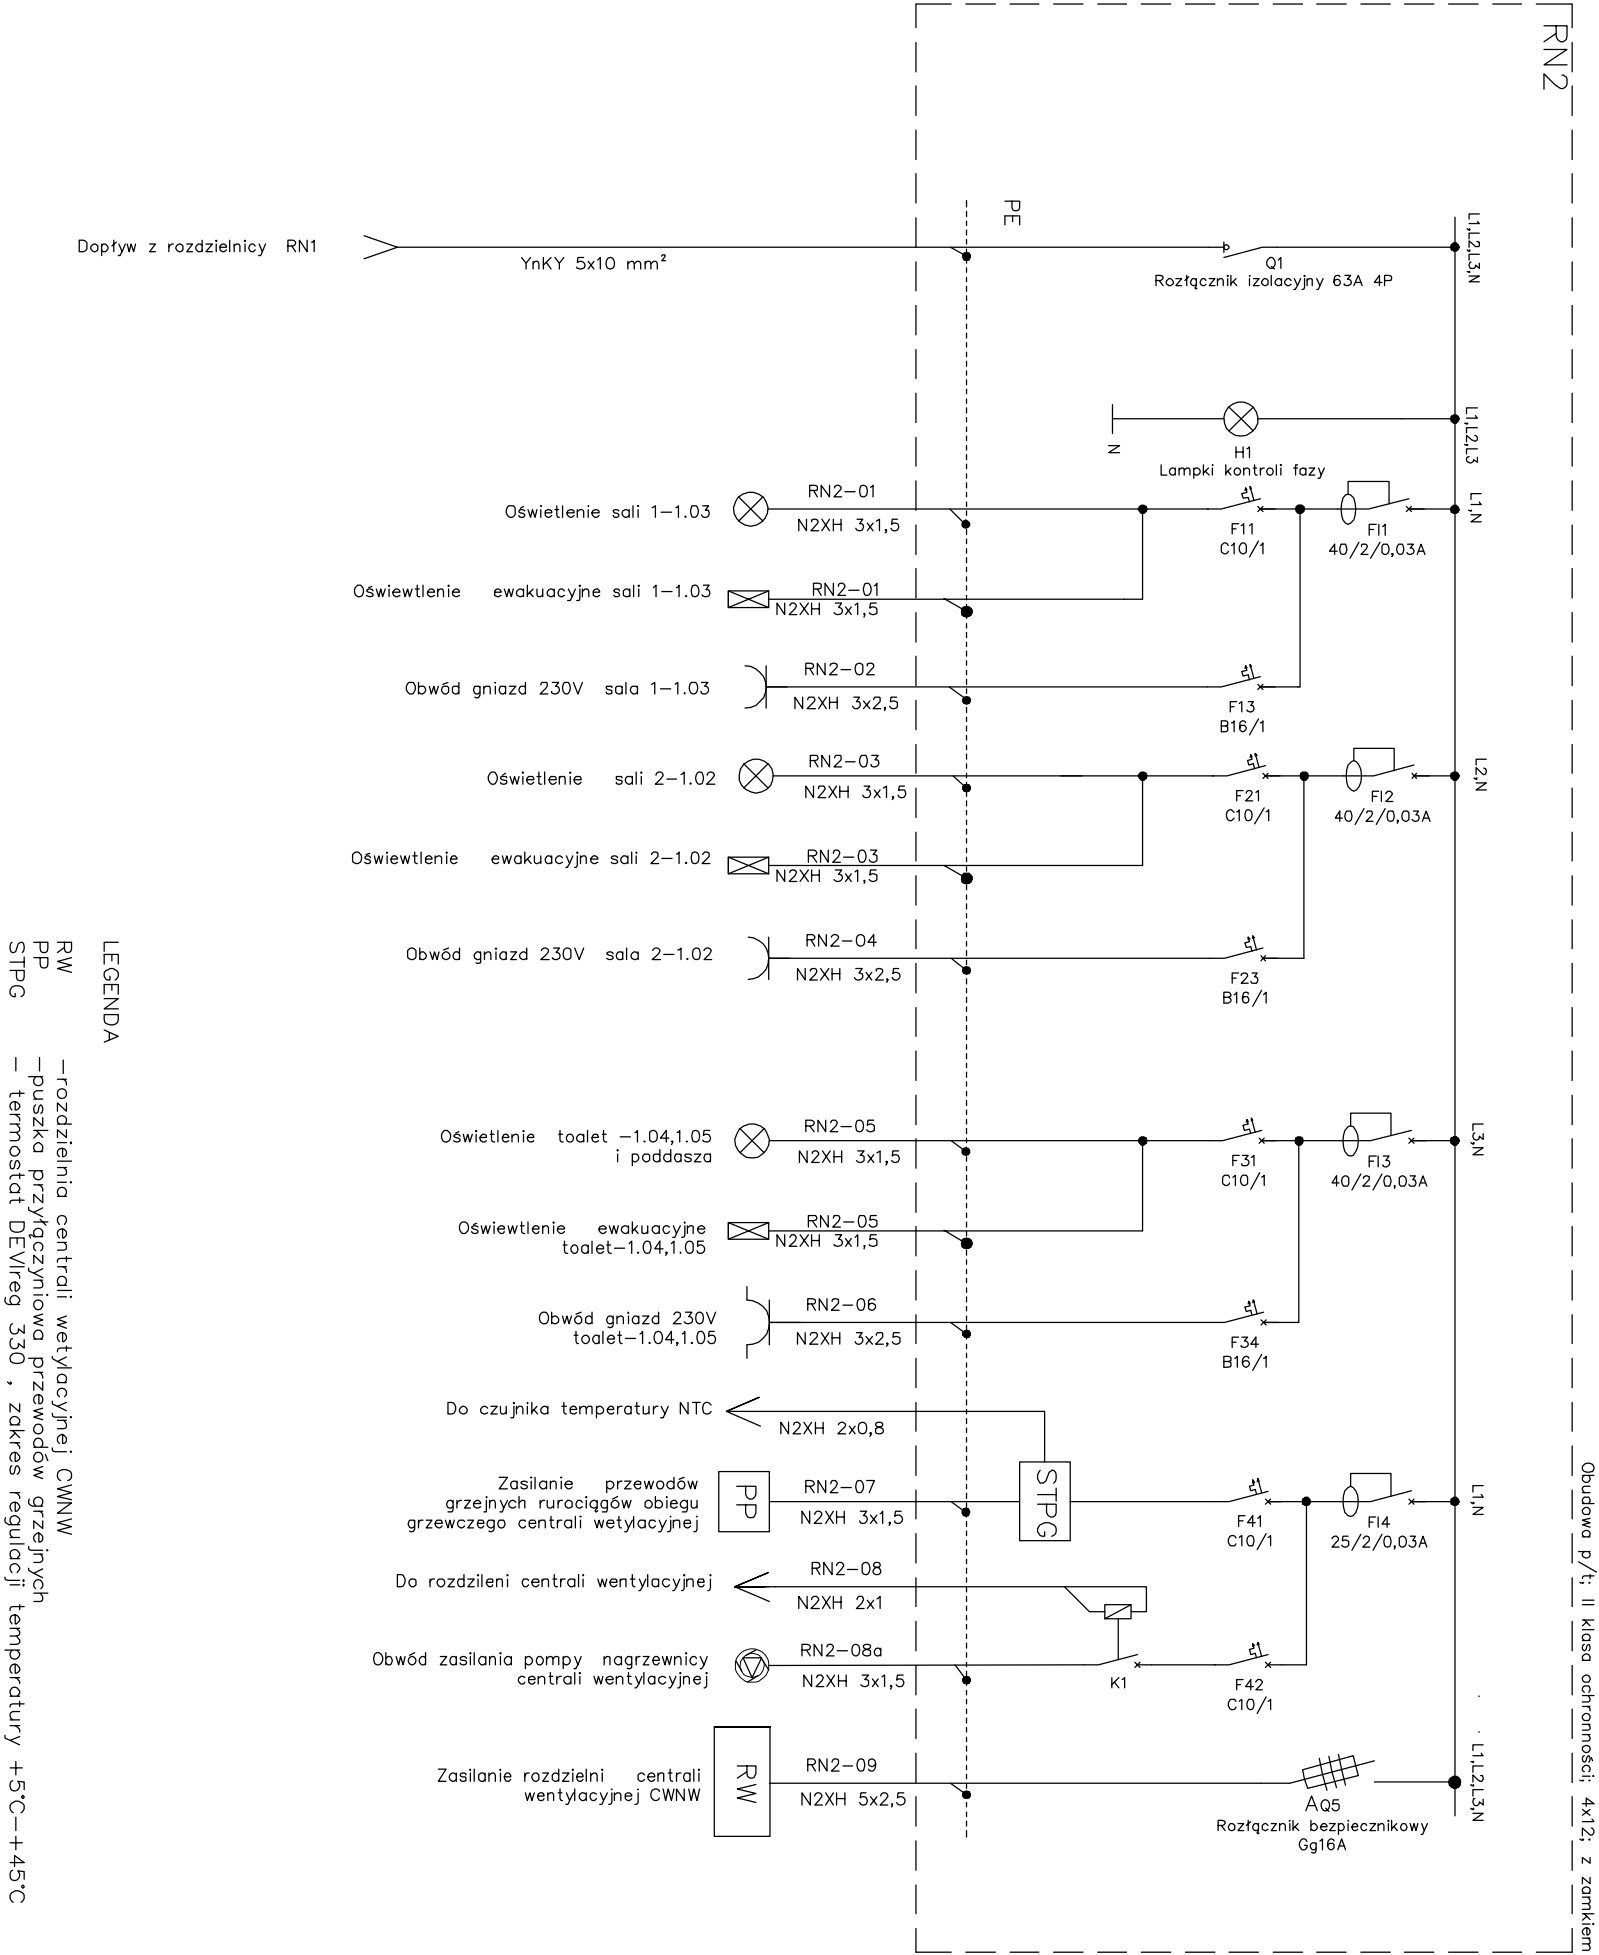 RN2
PE
L1,L2,L3,N
Dopływ z rozdzielnicy RN1
YnKY 5x10 mm²
Q1
Rozłącznik izolacyjny 63A 4P
L1,L2,L3
N
H1
Lampki kontroli fazy
L1,N
Oświetlenie sali 1-1.03
RN2-01
N2XH 3x1,5
F11
C10/1
FI1
40/2/0,03A
Oświewtlenie ewakuacyjne sali 1-1.03
RN2-01
N2XH 3x1,5
Obwód gniazd 230V sala 1-1.03
RN2-02
N2XH 3x2,5
F13
B16/1
L2,N
Oświetlenie sali 2-1.02
RN2-03
N2XH 3x1,5
F21
C10/1
FI2
40/2/0,03A
Oświewtlenie ewakuacyjne sali 2-1.02
RN2-03
N2XH 3x1,5
Obwód gniazd 230V sala 2-1.02
RN2-04
N2XH 3x2,5
F23
B16/1
L3,N
Oświetlenie toalet -1.04,1.05
i poddasza
RN2-05
N2XH 3x1,5
F31
C10/1
FI3
40/2/0,03A
Oświewtlenie ewakuacyjne
toalet-1.04,1.05
RN2-05
N2XH 3x1,5
Obwód gniazd 230V
toalet-1.04,1.05
RN2-06
N2XH 3x2,5
F34
B16/1
Do czujnika temperatury NTC
N2XH 2x0,8
L1,N
Zasilanie przewodów
grzejnych rurociągów obiegu
grzewczego centrali wetylacyjnej
PP
RN2-07
N2XH 3x1,5
STPG
F41
C10/1
FI4
25/2/0,03A
Do rozdzileni centrali wentylacyjnej
RN2-08
N2XH 2x1
Obwód zasilania pompy nagrzewnicy
centrali wentylacyjnej
RN2-08a
N2XH 3x1,5
K1
F42
C10/1
L1,L2,L3,N
Zasilanie rozdzielni centrali
wentylacyjnej CWNW
RW
RN2-09
N2XH 5x2,5
AQ5
Rozłącznik bezpiecznikowy
Gg16A
Obudowa p/t; II klasa ochronności; 4x12; z zamkiem
LEGENDA
RW -rozdzielnia centrali wetylacyjnej CWNW
PP -puszka przyłączyniowa przewodów grzejnych
STPG - termostat DEVIreg 330 , zakres regulacji temperatury +5°C-+45°C